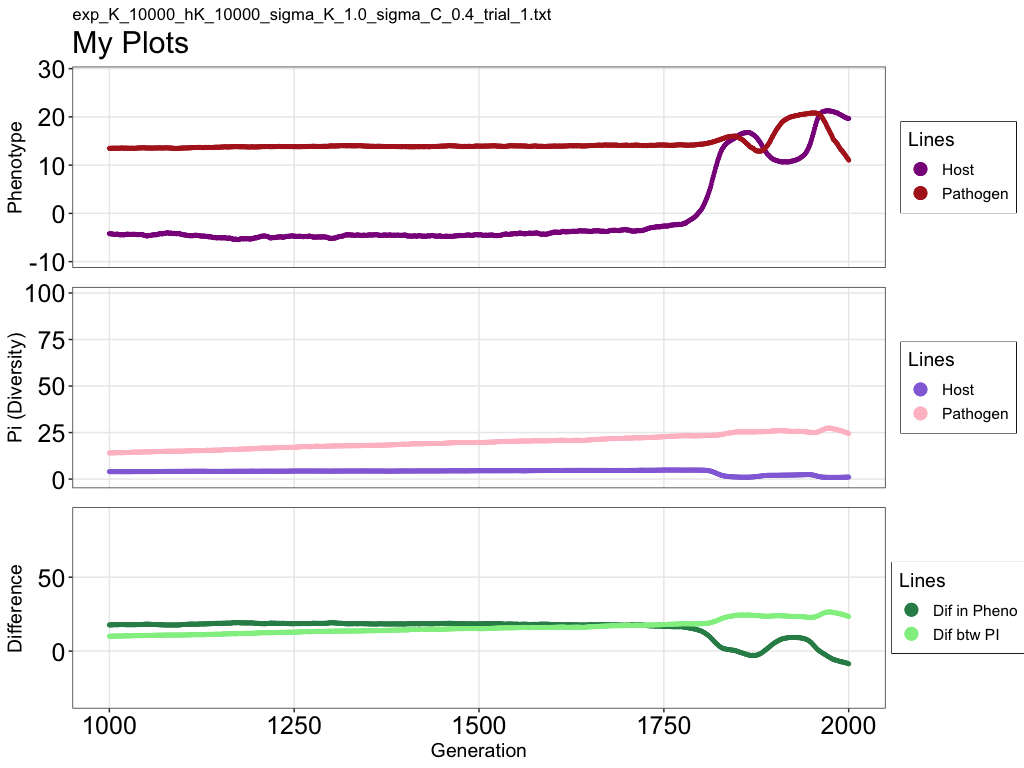 exp_K_10000_hK_10000_sigma_K_1.0_sigma_C_0.4_trial_1.txt
My Plots
Phenotype
30
20
10
0
-10
Lines
Host
Pathogen
Pi (Diversity)
100
75
50
25
0
Lines
Host
Pathogen
Difference
50
0
Lines
Dif in Pheno
Dif btw PI
1000 1250 1500 1750 2000
Generation